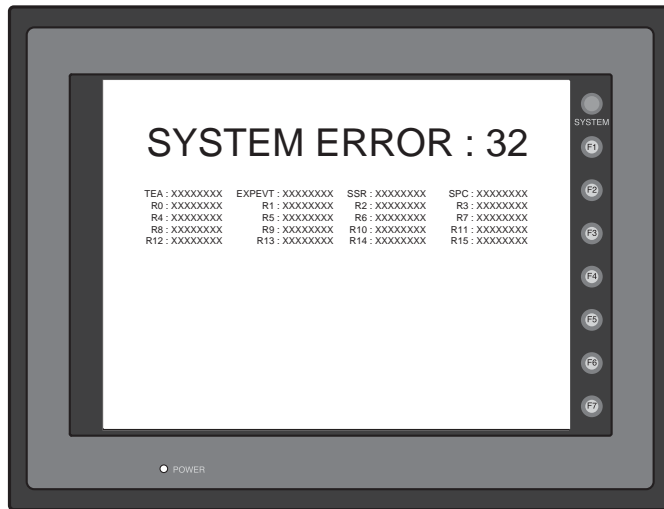 SYSTEM ERROR : 32
TEA : XXXXXXXX EXPEVT : XXXXXXXX SSR : XXXXXXXX SPC : XXXXXXXX
R0 : XXXXXXXX R1 : XXXXXXXX R2 : XXXXXXXX R3 : XXXXXXXX
R4 : XXXXXXXX R5 : XXXXXXXX R6 : XXXXXXXX R7 : XXXXXXXX
R8 : XXXXXXXX R9 : XXXXXXXX R10 : XXXXXXXX R11 : XXXXXXXX
R12 : XXXXXXXX R13 : XXXXXXXX R14 : XXXXXXXX R15 : XXXXXXXX
SYSTEM
F1
F2
F3
F4
F5
F6
F7
POWER